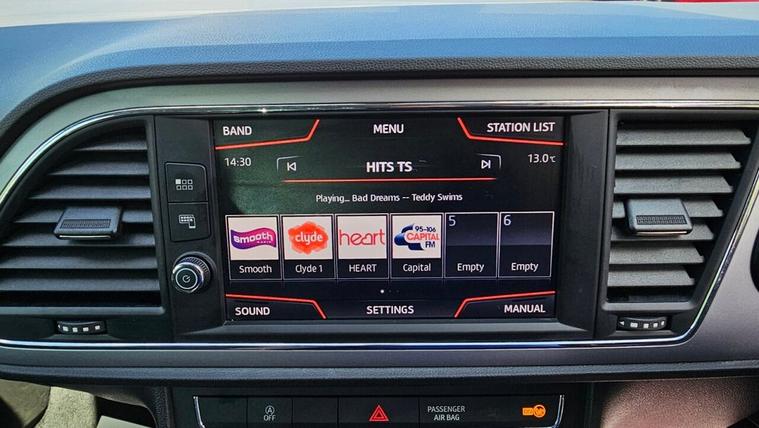 BAND
MENU
STATION LIST
14:30
HITS TS
13.0°C
Playing... Bad Dreams -- Teddy Swims
smooth
RADIO
clyde
heart
95-106
CAPITAL
FM
5
6
Smooth
Clyde 1
HEART
Capital
Empty
Empty
SOUND
SETTINGS
MANUAL
A
OFF
PASSENGER
AIR BAG
OFF